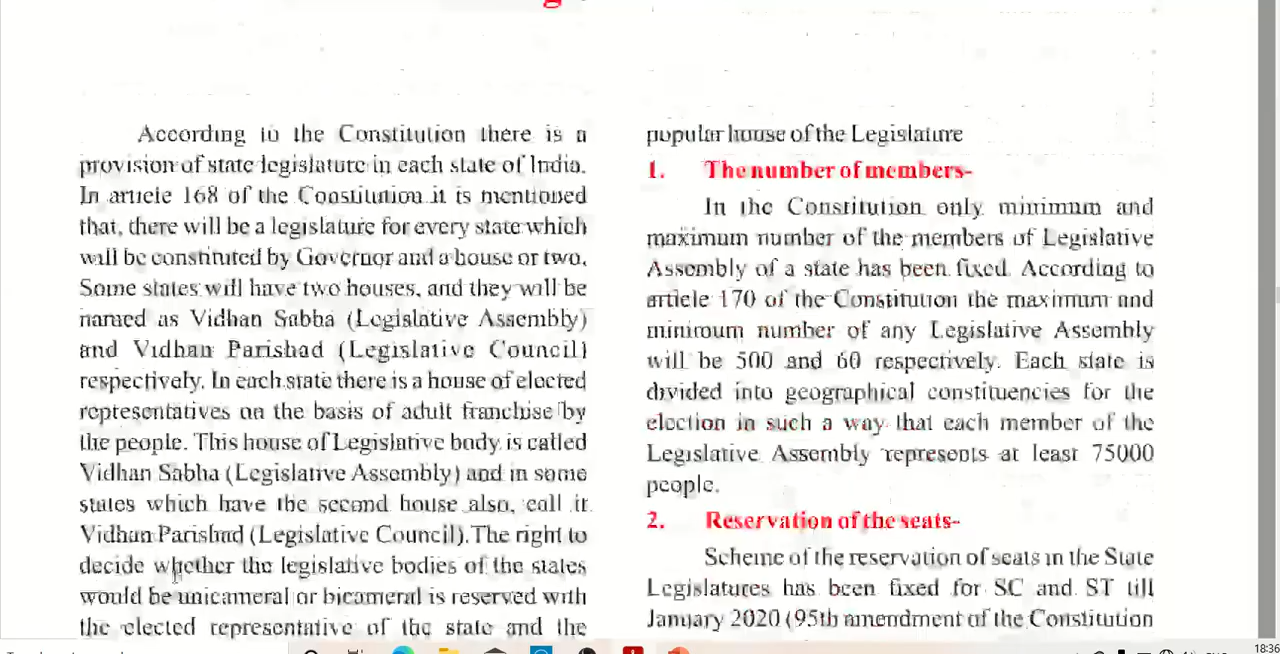 According to the Constitution there is a
provision of state legislature in each state of India.
In article 168 of the Constitution it is mentioned
that, there will be a legislature for every state which
will be constituted by Governor and a house or two.
Some states will have two houses, and they will be
named as Vidhan Sabha (Legislative Assembly)
and Vidhan Parishad (Legislative Council)
respectively. In each state there is a house of elected
representatives on the basis of adult franchise by
the people. This house of Legislative body is called
Vidhan Sabha (Legislative Assembly) and in some
states which have the second house also, call it
Vidhan Parishad (Legislative Council). The right to
decide whether the legislative bodies of the states
would be unicameral or bicameral is reserved with
the elected representative of the state and the
popular house of the Legislature
1. The number of members-
In the Constitution only minimum and
maximum number of the members of Legislative
Assembly of a state has been fixed. According to
article 170 of the Constitution the maximum and
minimum number of any Legislative Assembly
will be 500 and 60 respectively. Each state is
divided into geographical constituencies for the
election in such a way that each member of the
Legislative Assembly represents at least 75000
people.
2. Reservation of the seats-
Scheme of the reservation of seats in the State
Legislatures has been fixed for SC and ST till
January 2020 (95th amendment of the Constitution
18:36